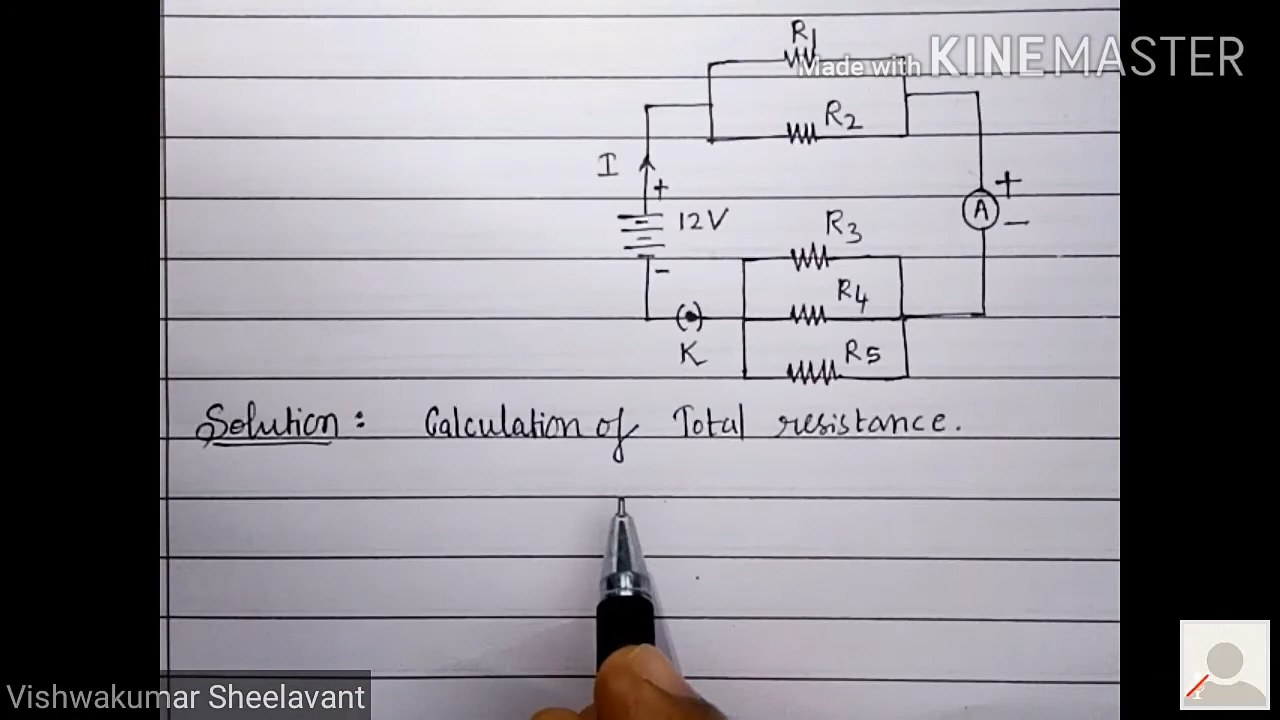 R1
Made with KINEMASTER
R2
I
+
12V
+
A
-
R3
-
R4
(•)
K
R5
Solution: Calculation of Total resistance.
Vishwakumar Sheelavant